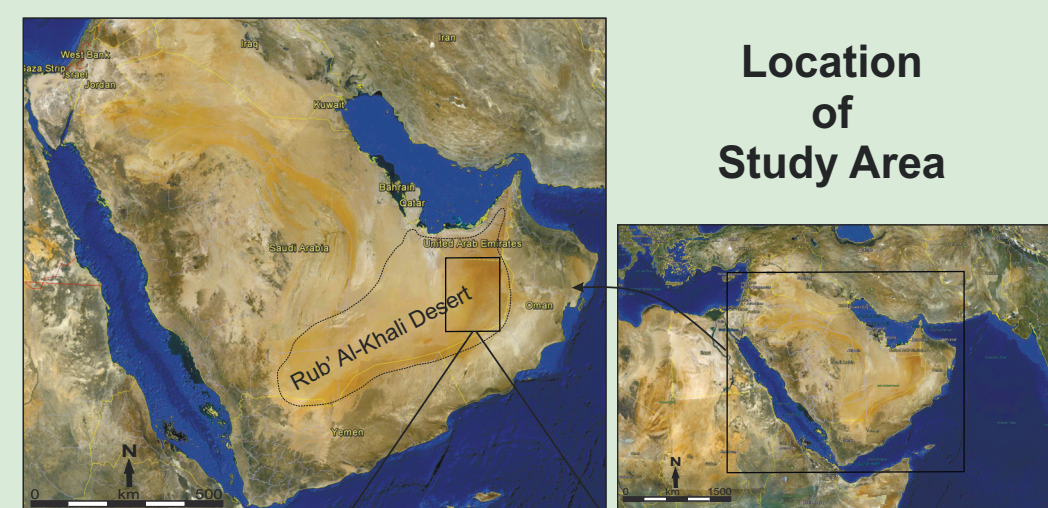 Location
of
Study Area
Iraq
Iran
West Bank
Gaza Strip
Israel
Jordan
Kuwait
Bahrain
Qatar
United Arab Emirates
Saudi Arabia
Oman
Rub' Al-Khali Desert
Yemen
N
0 km 500
N
0 km 1500